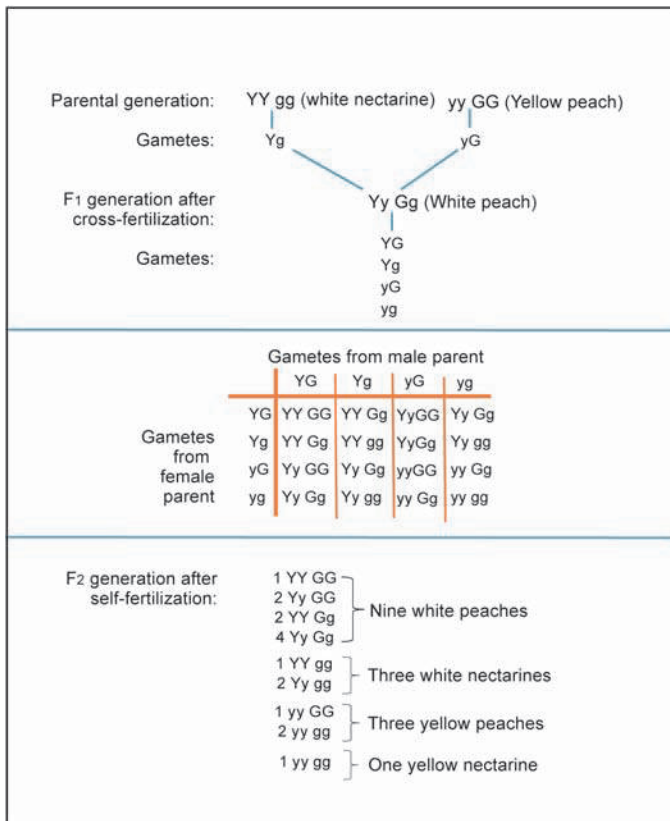 Parental generation: YY gg (white nectarine) yy GG (Yellow peach)
Gametes: Yg yG
F1 generation after
cross-fertilization: Yy Gg (White peach)
YG
Gametes: Yg
yG
yg
Gametes from male parent
YG Yg yG yg
YG YY GG YY Gg YyGG Yy Gg
Gametes Yg YY Gg YY gg YyGg Yy gg
from
female yG Yy GG Yy Gg yyGG yy Gg
parent yg Yy Gg Yy gg yy Gg yy gg
F2 generation after
self-fertilization:
1 YY GG
2 Yy GG
2 YY Gg
4 Yy Gg
Nine white peaches
1 YY gg
2 Yy gg
Three white nectarines
1 yy GG
2 yy gg
Three yellow peaches
1 yy gg
One yellow nectarine